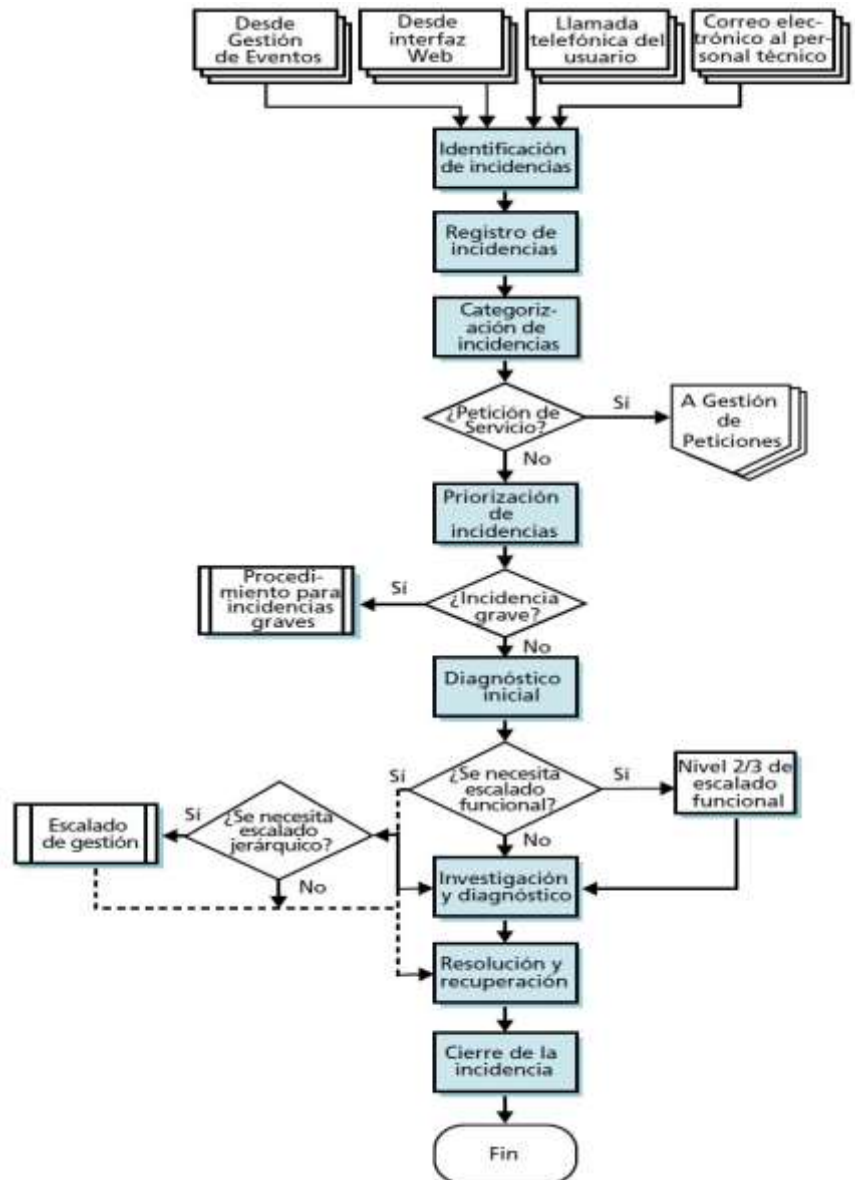 Desde
Gestión
de Eventos
Desde
interfaz
Web
Llamada
telefónica del
usuario
Correo elec-
trónico al per-
sonal técnico
Identificación
de incidencias
Registro de
incidencias
Categoriz-
ación de
incidencias
¿Petición de
Servicio?
Sí
A Gestión
de
Peticiones
No
Priorización
de
incidencias
Procedi-
miento para
incidencias
graves
Sí
¿Incidencia
grave?
No
Diagnóstico
inicial
Sí
¿Se necesita
escalado
funcional?
Sí
Nivel 2/3 de
escalado
funcional
Escalado
de gestión
Sí
¿Se necesita
escalado
jerárquico?
No
No
Investigación
y diagnóstico
Resolución y
recuperación
Cierre de la
incidencia
Fin